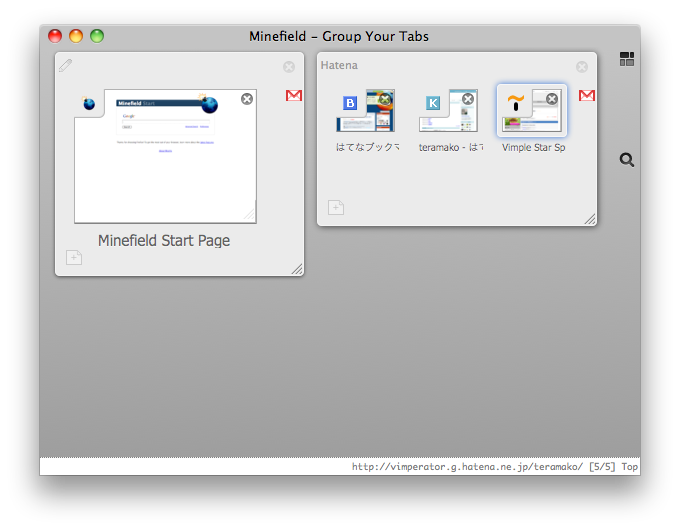 Minefield – Group Your Tabs
Hatena
Minefield Start
Google
B
K
はてなブックマ
teramako - はて
Vimple Star Sp
Minefield Start Page
http://vimperator.g.hatena.ne.jp/teramako/ [5/5] Top